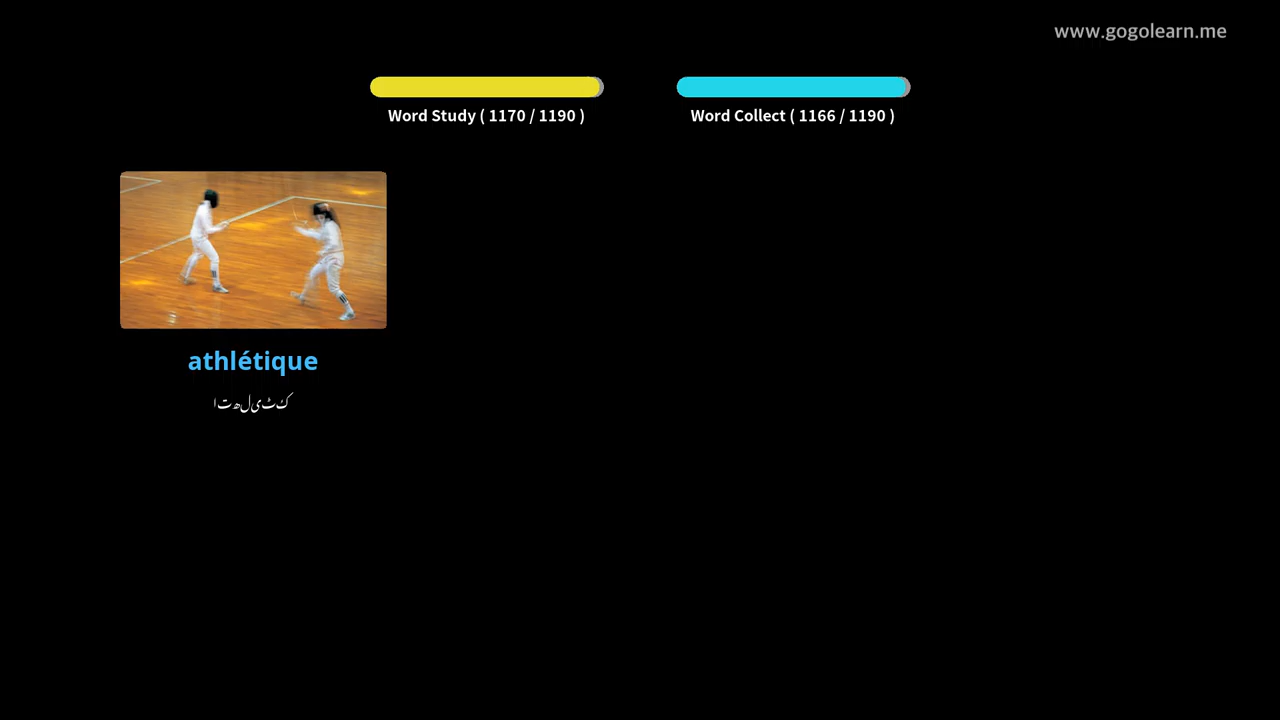 www.gogolearn.me
Word Study ( 1170 / 1190 )
Word Collect ( 1166 / 1190 )
athlétique
اتھلیٹک